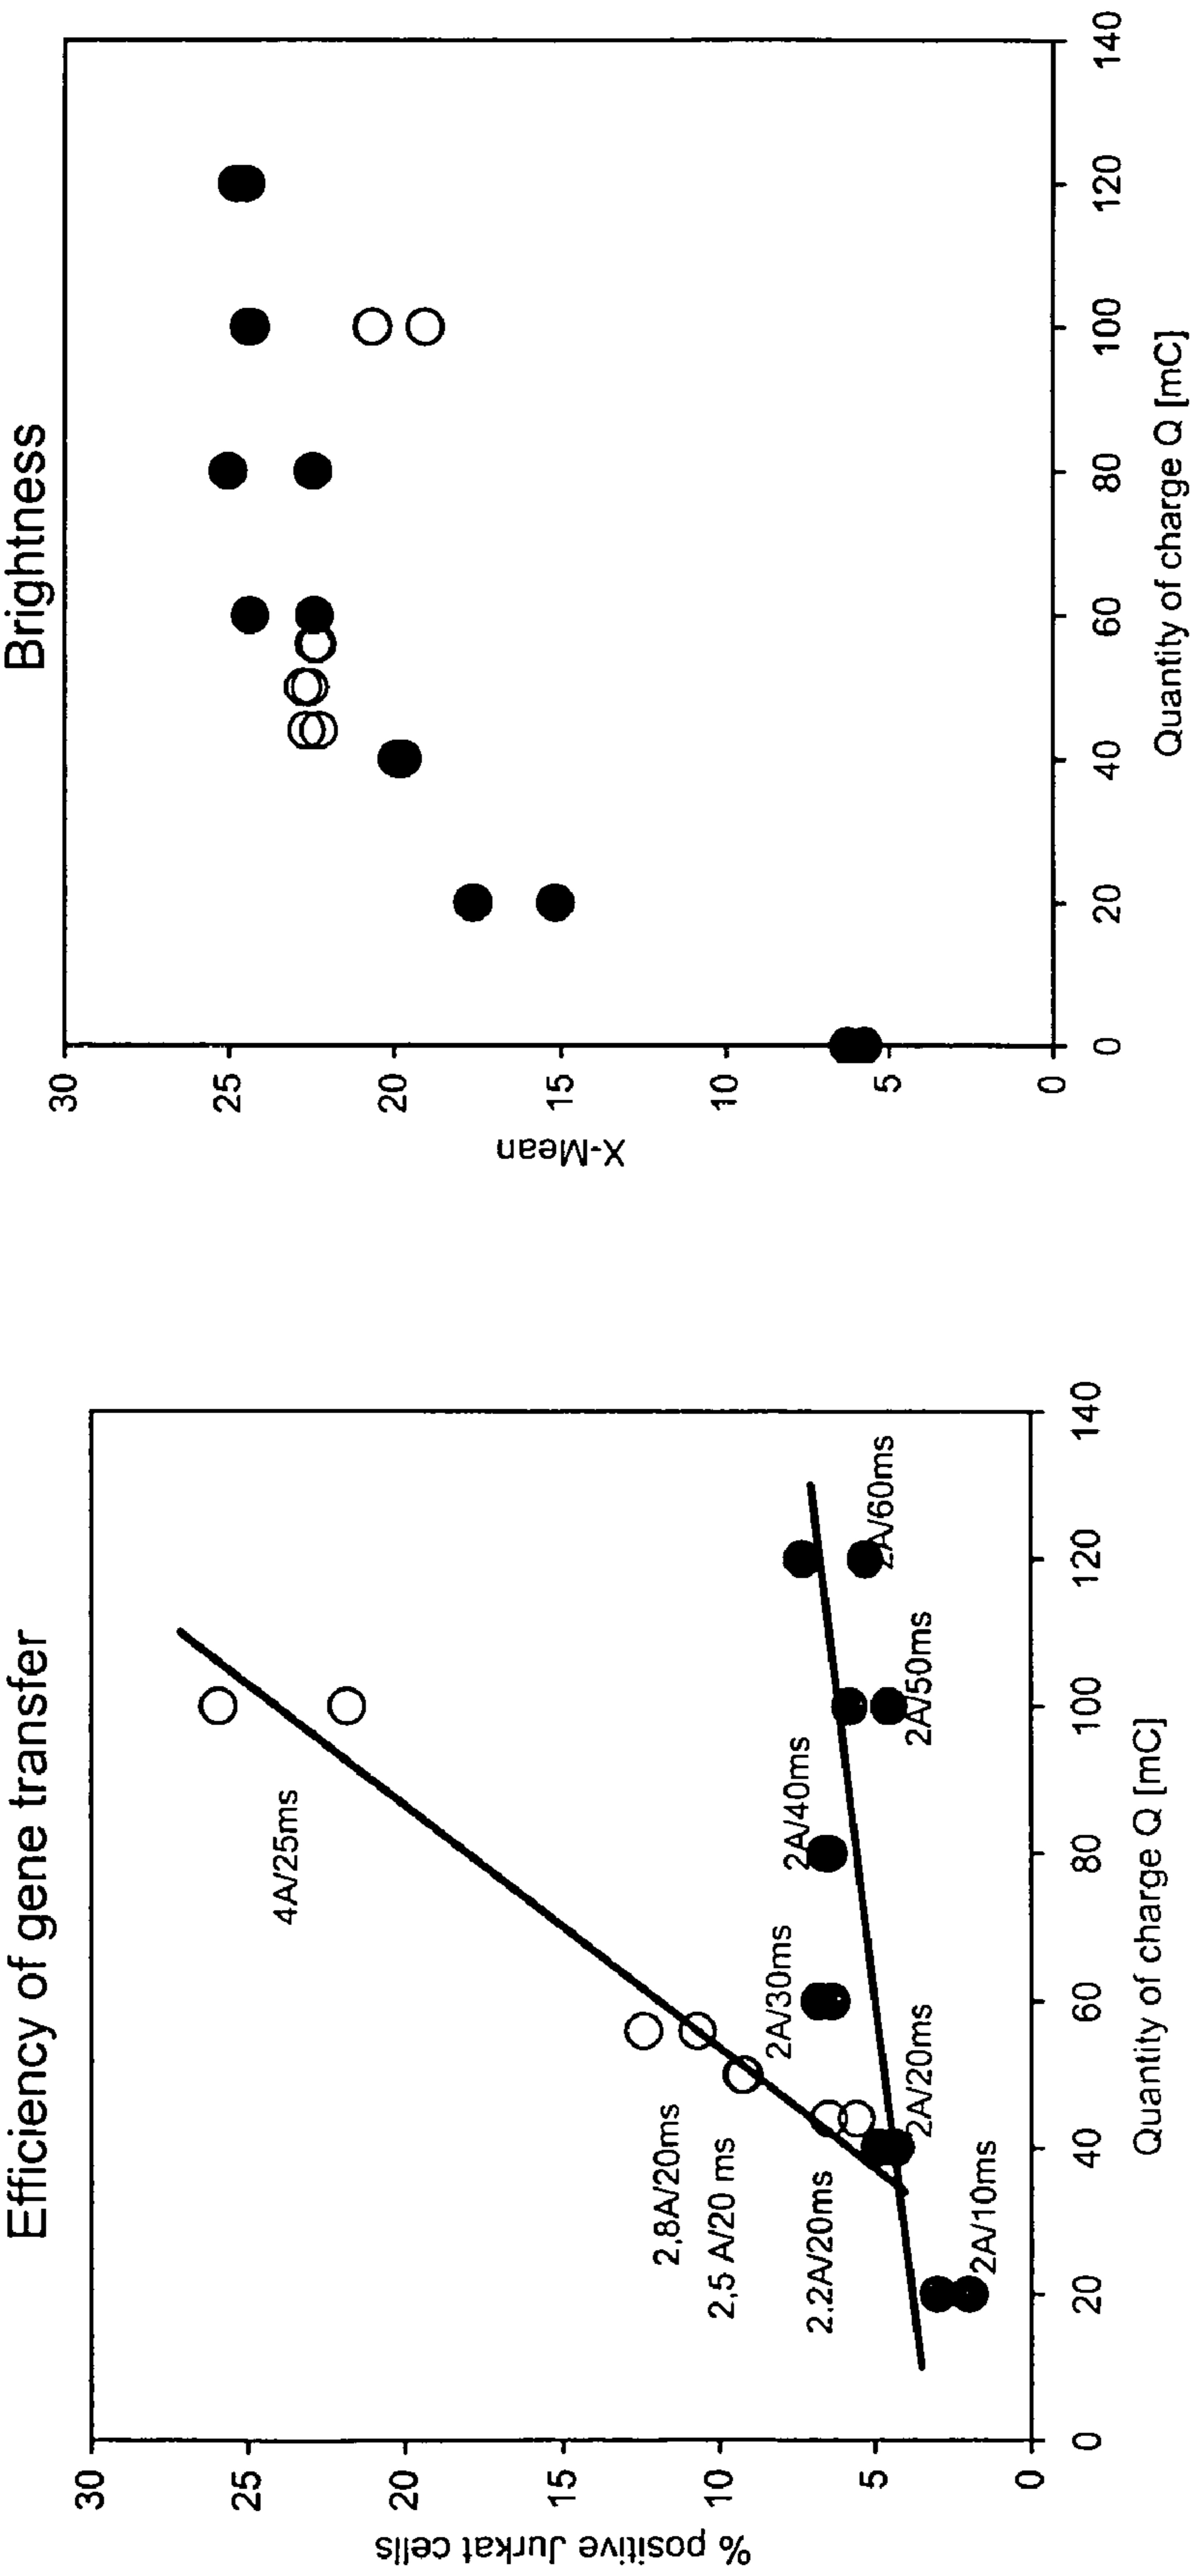 Efficiency of gene transfer
30
25
20
15
10
5
0
% positive Jurkat cells
4A/25ms
2,8A/20ms
2,5 A/20 ms
2.2A/20ms
2A/10ms
2A/20ms
2A/30ms
2A/40ms
2A/50ms
2A/60ms
0 20 40 60 80 100 120 140
Quantity of charge Q [mC]
Brightness
30
25
20
15
10
5
0
X-Mean
0 20 40 60 80 100 120 140
Quantity of charge Q [mC]